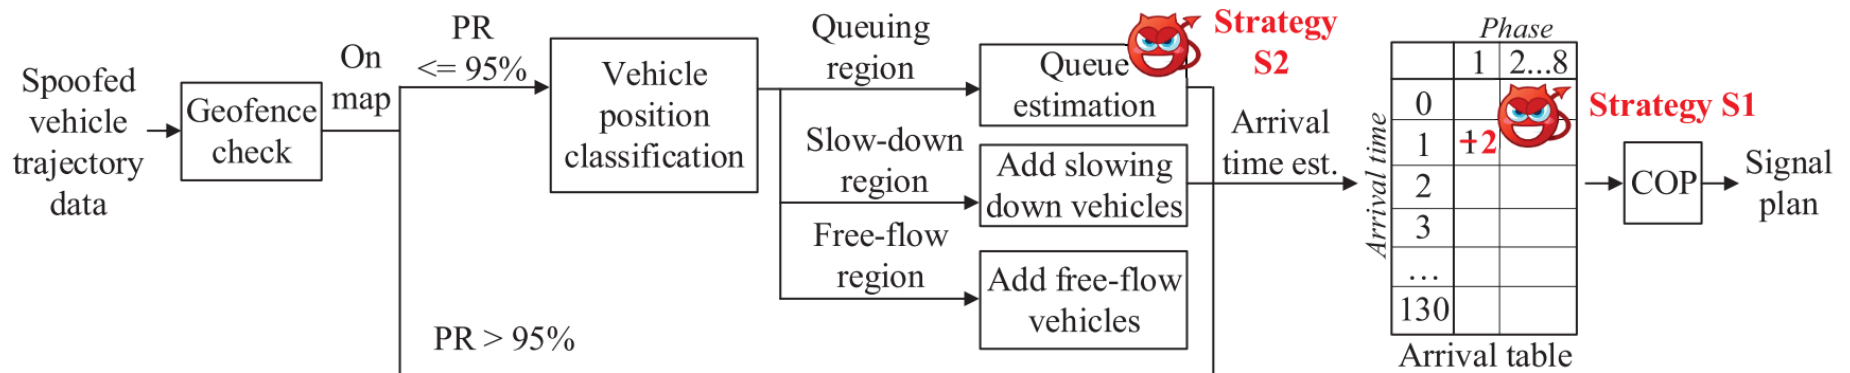 Spoofed
vehicle
trajectory
data
Geofence
check
On
map
PR
<= 95%
PR > 95%
Vehicle
position
classification
Queuing
region
Slow-down
region
Free-flow
region
Queue
estimation
Strategy
S2
Add slowing
down vehicles
Add free-flow
vehicles
Arrival
time est.
Phase
1 2...8
Arrival time
0
1 +2
2
3
...
130
Arrival table
Strategy S1
COP
Signal
plan